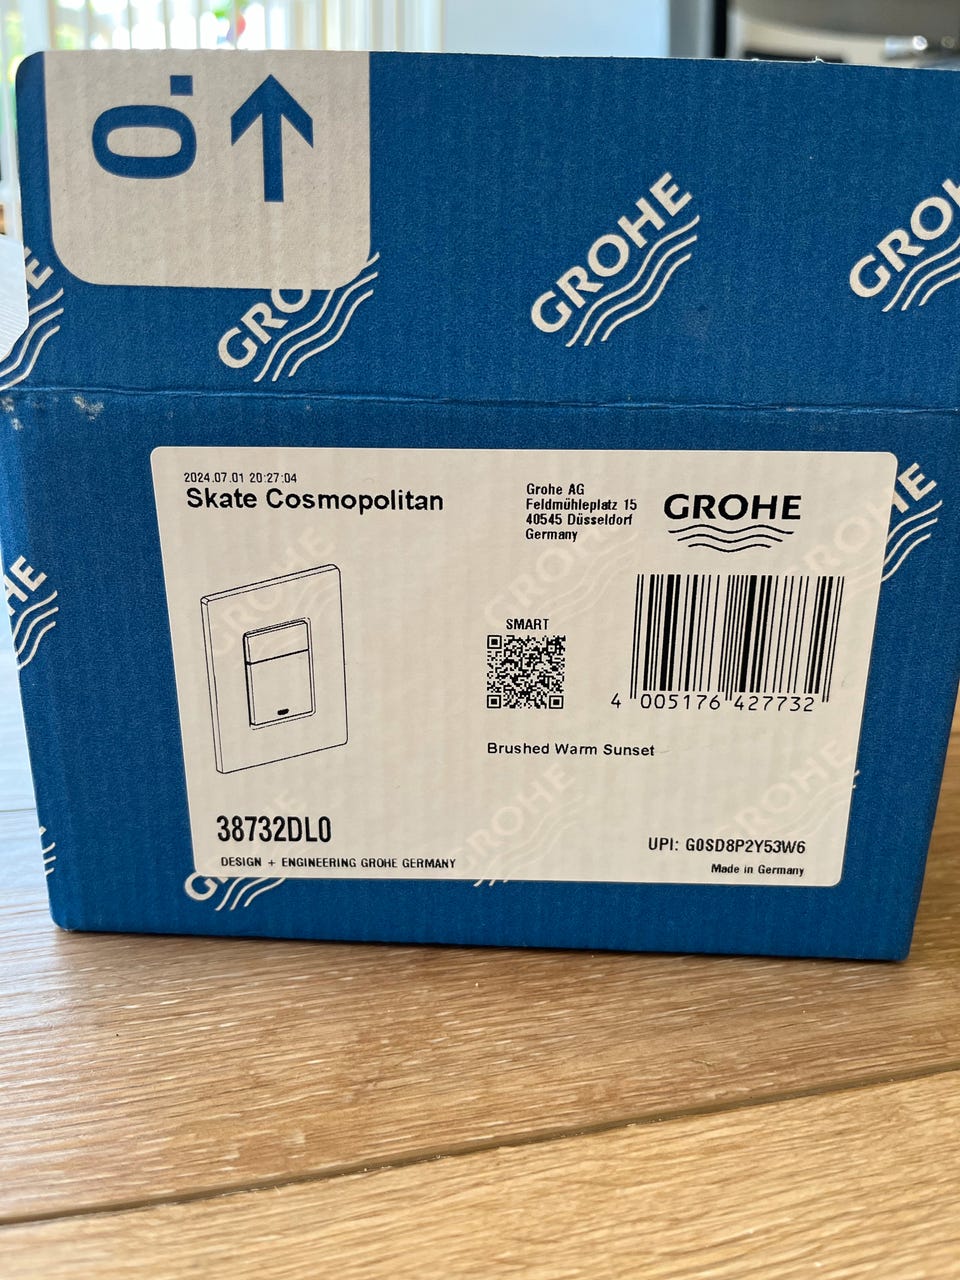 GROHE
GROHE
GROHE
2024.07.01 20:27:04
Skate Cosmopolitan
Grohe AG
Feldmühleplatz 15
40545 Düsseldorf
Germany
GROHE
SMART
4 005176 427732
Brushed Warm Sunset
38732DL0
DESIGN + ENGINEERING GROHE GERMANY
UPI: G0SD8P2Y53W6
Made in Germany